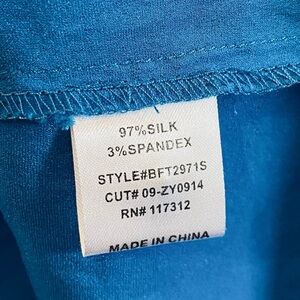 97%SILK
3%SPANDEX
STYLE#BFT2971S
CUT# 09-ZY0914
RN# 117312
MADE IN CHINA